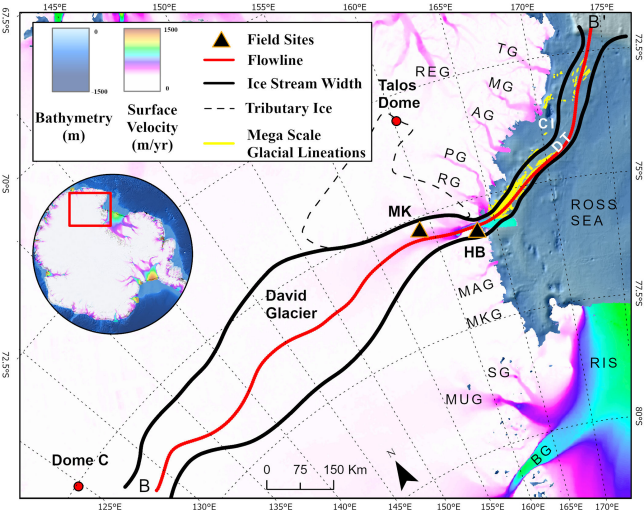 145°E 150°E 155°E 160°E 165°E 170°E 175°E
67.5°S
0
-1500
Bathymetry
(m)
1500
0
Surface
Velocity
(m/yr)
Field Sites
Flowline
Ice Stream Width
Tributary Ice
Mega Scale
Glacial Lineations
B'
72.5°S
TG
REG
MG
Talos
Dome
AG
CI
DT
PG
RG
70°S
75°S
MK
ROSS
SEA
HB
David
Glacier
MAG
MKG
77.5°S
72.5°S
RIS
SG
MUG
80°S
BG
N
Dome C
B
0 75 150 Km
125°E 130°E 135°E 140°E 145°E 150°E 155°E 160°E 165°E 170°E